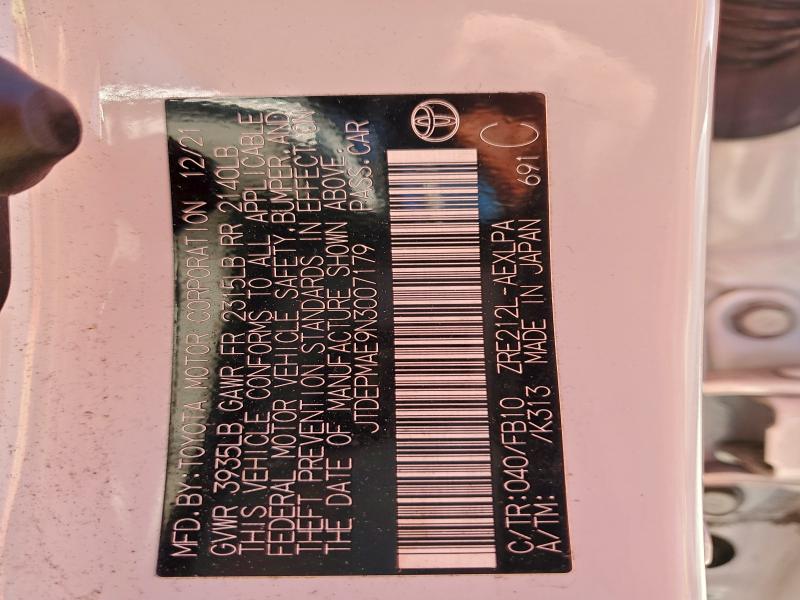 MFD.BY:TOYOTA MOTOR CORPORATION 12/21
GVWR 3935LB GAWR FR 2315LB RR 2140LB
THIS VEHICLE CONFORMS TO ALL APPLICABLE
FEDERAL MOTOR VEHICLE SAFETY,BUMPER,AND
THEFT PREVENTION STANDARDS IN EFFECT ON
THE DATE OF MANUFACTURE SHOWN ABOVE.
JTDEPMAE9N3007179 PASS.CAR
C/TR:040/FB10 ZRE212L-AEXLPA
A/TM: /K313 MADE IN JAPAN 691 C